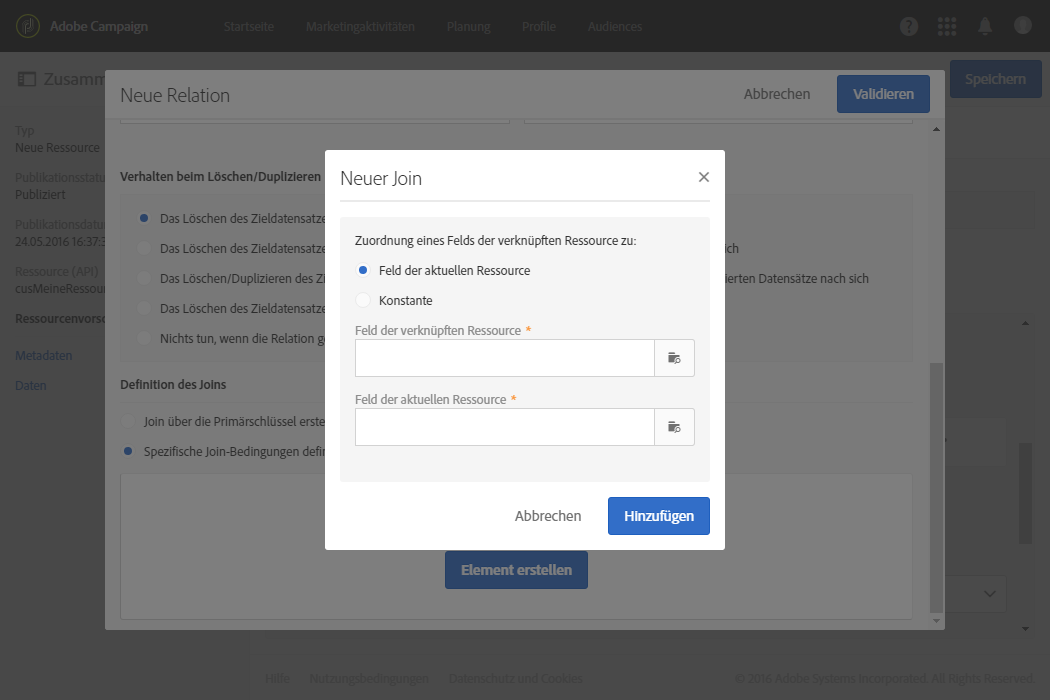 Adobe Campaign Startseite Marketingaktivitäten Planung Profile Audiences
Zusamm
Speichern
Neue Relation
Abbrechen
Validieren
Typ
Neue Ressource
Publikationsstatu
Publiziert
Publikationsdatu
24.05.2016 16:37:3
Ressource (API)
cusMeineRessour
Ressourcenvorsc
Metadaten
Daten
Verhalten beim Löschen/Duplizieren
Das Löschen des Zieldatensatze
Das Löschen des Zieldatensatze ich
Das Löschen/Duplizieren des Zi ierten Datensätze nach sich
Das Löschen des Zieldatensatze
Nichts tun, wenn die Relation g
Definition des Joins
Join über die Primärschlüssel erste
Spezifische Join-Bedingungen defin
Neuer Join
×
Zuordnung eines Felds der verknüpften Ressource zu:
Feld der aktuellen Ressource
Konstante
Feld der verknüpften Ressource *
Feld der aktuellen Ressource *
Abbrechen
Hinzufügen
Element erstellen
Hilfe Nutzungsbedingungen Datenschutz und Cookies © 2016 Adobe Systems Incorporated. All Rights Reserved.